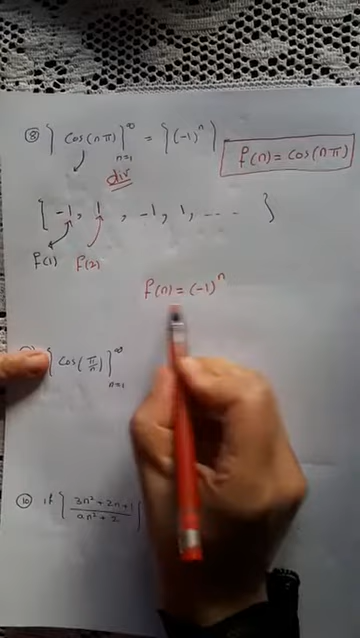 ⑧ {cos(nπ)}_{n=1}^{∞} = {(-1)^n}
f(n) = cos(nπ)
div
{-1, 1, -1, 1, .... }
f(1) f(2)
f(n) = (-1)^n
{cos(π/n)}_{n=1}^{∞}
⑩ if {(3n²+2n+1)/(an²+2)}